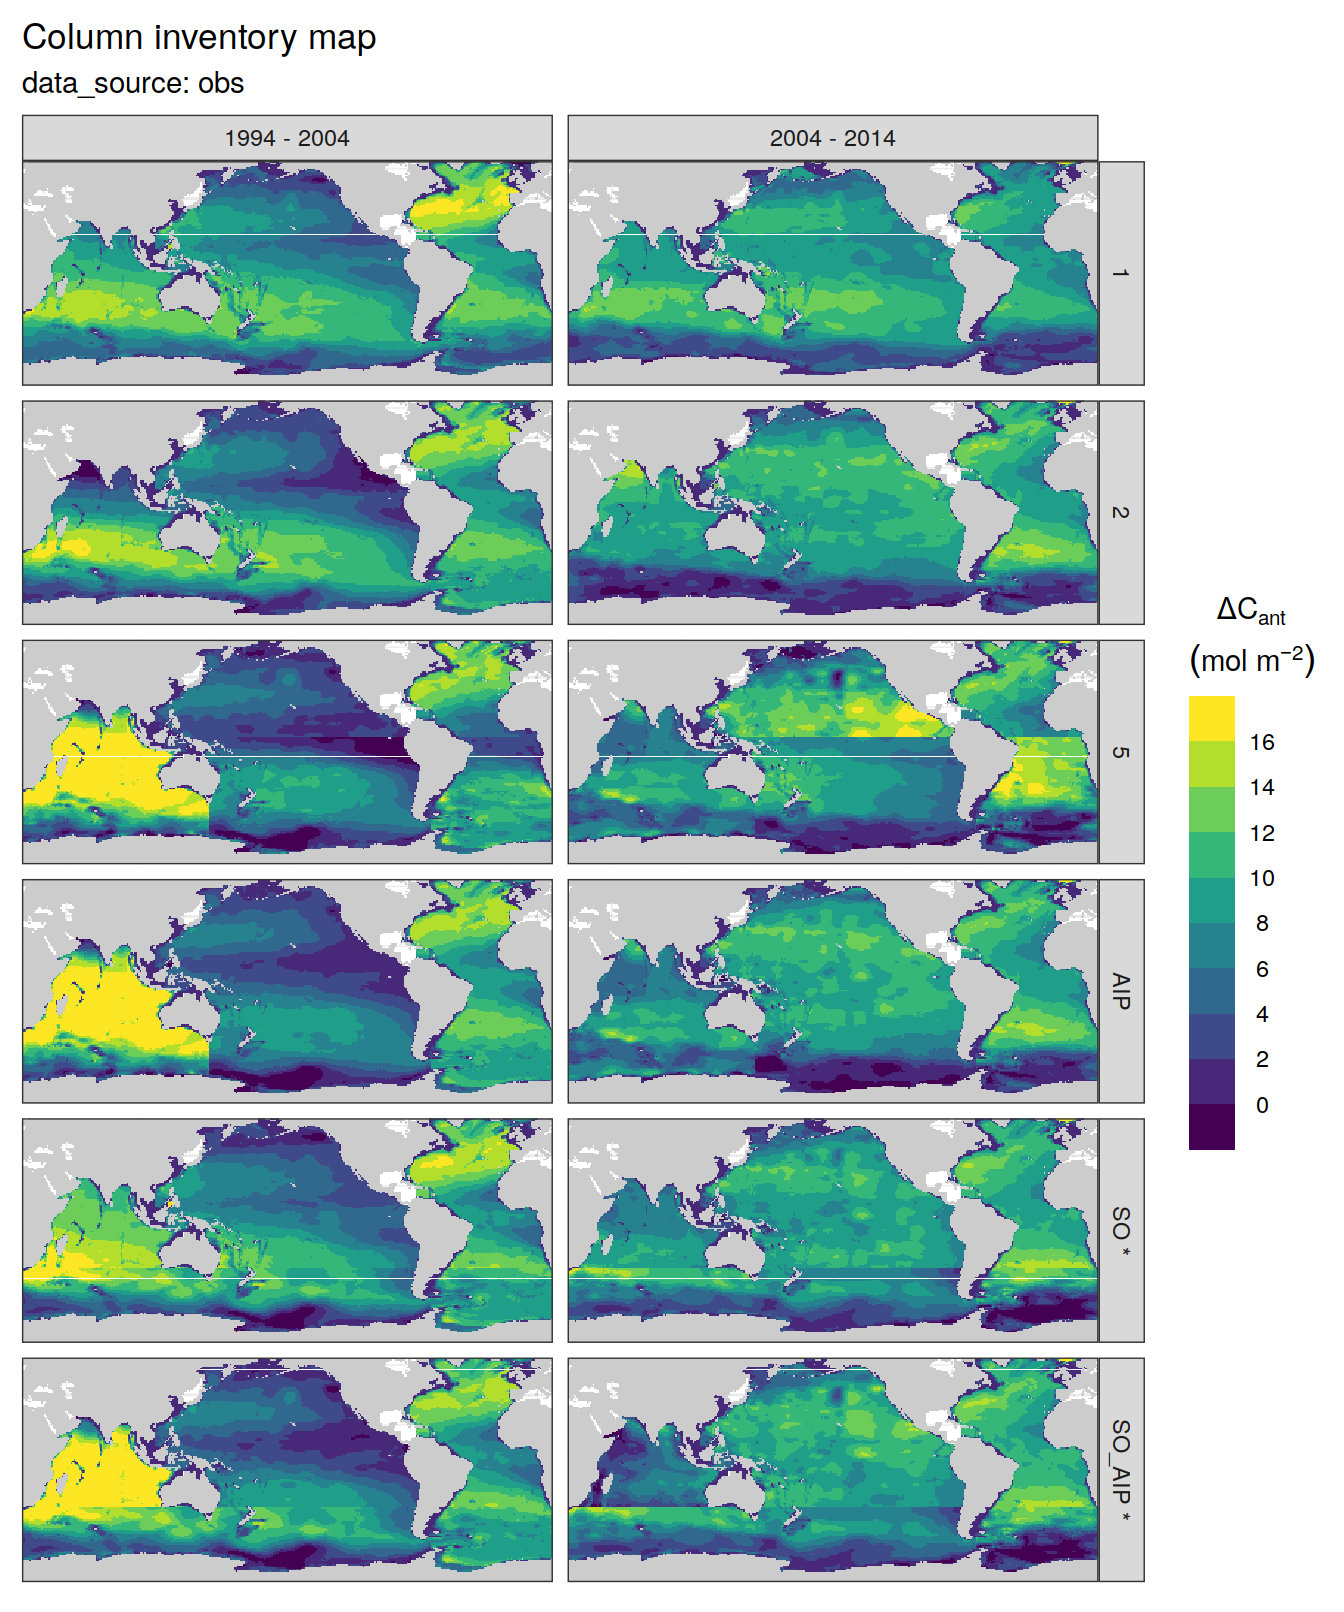 Column inventory map
data_source: obs
1994 - 2004
2004 - 2014
1
2
5
AIP
SO *
SO_AIP *
ΔCant
(mol m⁻²)
16
14
12
10
8
6
4
2
0